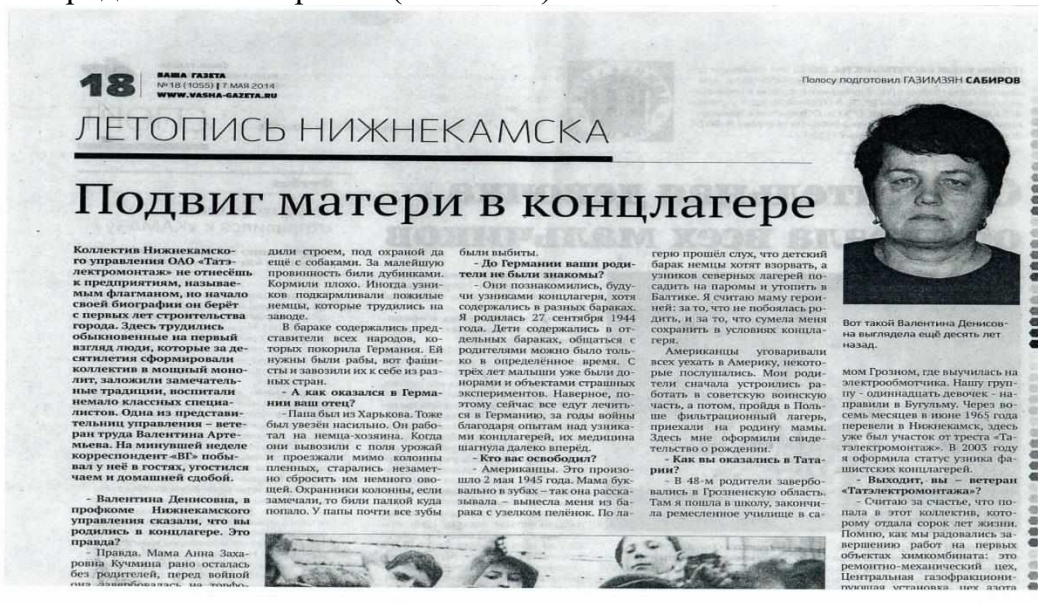 18
ВАША ГАЗЕТА
№ 18 (1055) | 7 МАЯ 2014
WWW.VASHA-GAZETA.RU
Полосу подготовил ГАЗИМЗЯН САБИРОВ
ЛЕТОПИСЬ НИЖНЕКАМСКА
Подвиг матери в концлагере
Коллектив Нижнекамско-
го управления ОАО «Татэ-
лектромонтаж» не отнесёшь
к предприятиям, называе-
мым флагманом, но начало
своей биографии он берёт
с первых лет строительства
города. Здесь трудились
обыкновенные на первый
взгляд люди, которые за де-
сятилетия сформировали
коллектив в мощный моно-
лит, заложили замечатель-
ные традиции, воспитали
немало классных специа-
листов. Одна из представи-
тельниц управления – вете-
ран труда Валентина Арте-
мьева. На минувшей неделе
корреспондент «ВГ» побы-
вал у неё в гостях, угостился
чаем и домашней сдобой.
- Валентина Денисовна, в
профкоме Нижнекамского
управления сказали, что вы
родились в концлагере. Это
правда?
- Правда. Мама Анна Заха-
ровна Кучмина рано осталась
без родителей, перед войной
она завербовалась на торфо-
дили строем, под охраной да
ещё с собаками. За малейшую
провинность били дубинками.
Кормили плохо. Иногда узни-
ков подкармливали пожилые
немцы, которые трудились на
заводе.
В бараке содержались пред-
ставители всех народов, ко-
торых покорила Германия. Ей
нужны были рабы, вот фаши-
сты и завозили их к себе из раз-
ных стран.
- А как оказался в Герма-
нии ваш отец?
- Папа был из Харькова. Тоже
был увезён насильно. Он рабо-
тал на немца-хозяина. Когда
они вывозили с поля урожай
и проезжали мимо колонны
пленных, старались незамет-
но сбросить им немного ово-
щей. Охранники колонны, если
замечали, то били палкой куда
попало. У папы почти все зубы
были выбиты.
- До Германии ваши роди-
тели не были знакомы?
- Они познакомились, буду-
чи узниками концлагеря, хотя
содержались в разных бараках.
Я родилась 27 сентября 1944
года. Дети содержались в от-
дельных бараках, общаться с
родителями можно было толь-
ко в определённое время. С
трёх лет малыши уже были до-
норами и объектами страшных
экспериментов. Наверное, по-
этому сейчас все едут лечить-
ся в Германию, за годы войны
благодаря опытам над узника-
ми концлагерей, их медицина
шагнула далеко вперёд.
- Кто вас освободил?
- Американцы. Это произо-
шло 2 мая 1945 года. Мама бук-
вально в зубах – так она расска-
зывала – вынесла меня из ба-
рака с узелком пелёнок. По ла-
герю прошёл слух, что детский
барак немцы хотят взорвать, а
узников северных лагерей по-
садить на паромы и утопить в
Балтике. Я считаю маму герои-
ней: за то, что не побоялась ро-
дить, и за то, что сумела меня
сохранить в условиях концла-
геря.
Американцы уговаривали
всех уехать в Америку, некото-
рые послушались. Мои роди-
тели сначала устроились ра-
ботать в советскую воинскую
часть, а потом, пройдя в Поль-
ше фильтрационный лагерь,
приехали на родину мамы.
Здесь мне оформили свиде-
тельство о рождении.
- Как вы оказались в Тата-
рии?
- В 48-м родители завербо-
вались в Грозненскую область.
Там я пошла в школу, закончи-
ла ремесленное училище в са-
Вот такой Валентина Денисов-
на выглядела ещё десять лет
назад.
мом Грозном, где выучилась на
электрообмотчика. Нашу груп-
пу - одиннадцать девочек - на-
правили в Бугульму. Через во-
семь месяцев в июне 1965 года
перевели в Нижнекамск, здесь
уже был участок от треста «Та-
тэлектромонтаж». В 2003 году
я оформила статус узника фа-
шистских концлагерей.
- Выходит, вы – ветеран
«Татэлектромонтажа»?
- Считаю за счастье, что по-
пала в этот коллектив, кото-
рому отдала сорок лет жизни.
Помню, как мы радовались за-
вершению работ на первых
объектах химкомбината: это
ремонтно-механический цех,
Центральная газофракциони-
рующая установка, цех азота